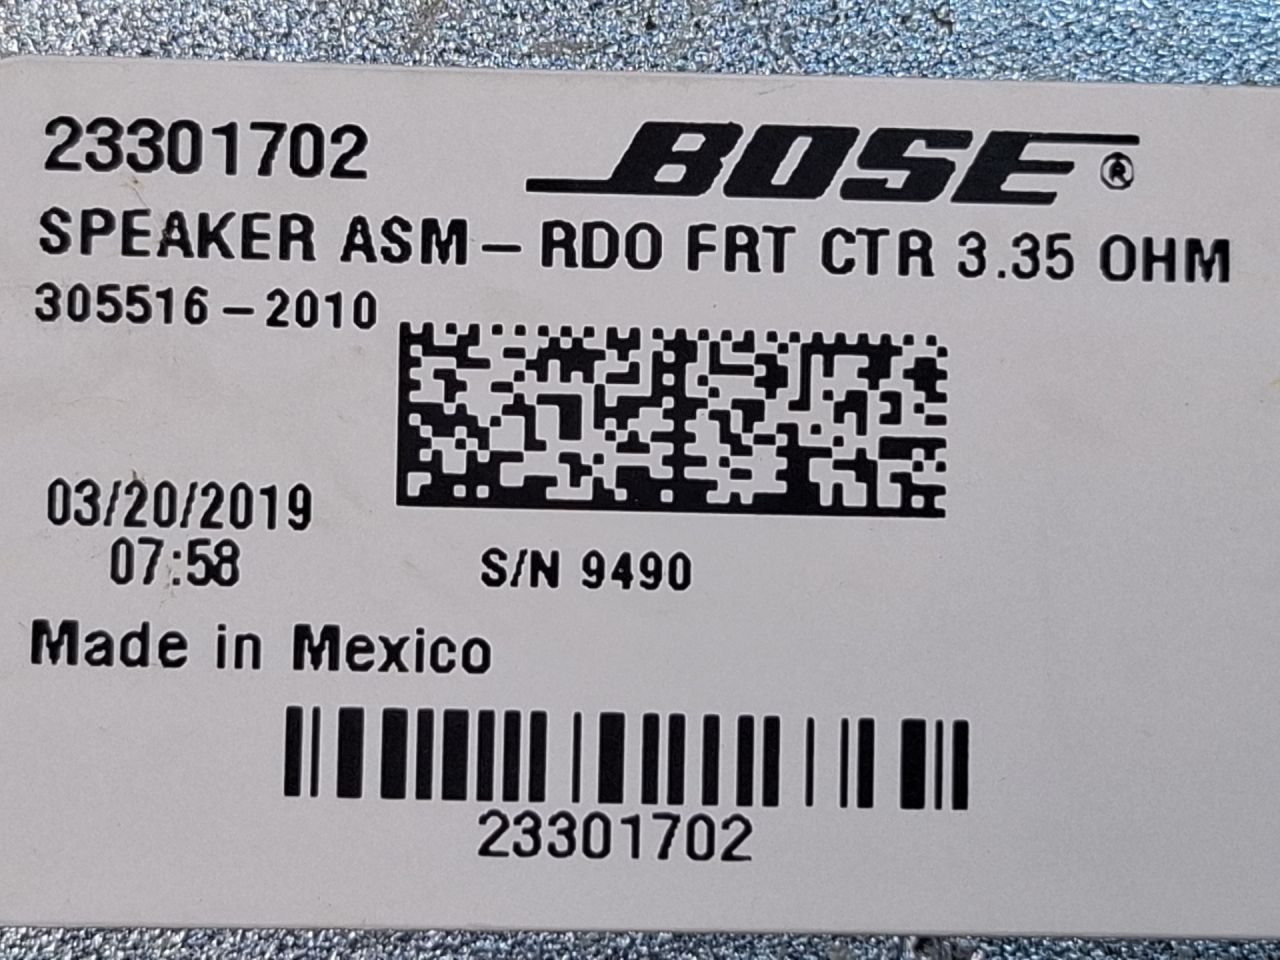 23301702
BOSE®
SPEAKER ASM – RDO FRT CTR 3.35 OHM
305516 – 2010
03/20/2019
07:58
S/N 9490
Made in Mexico
23301702